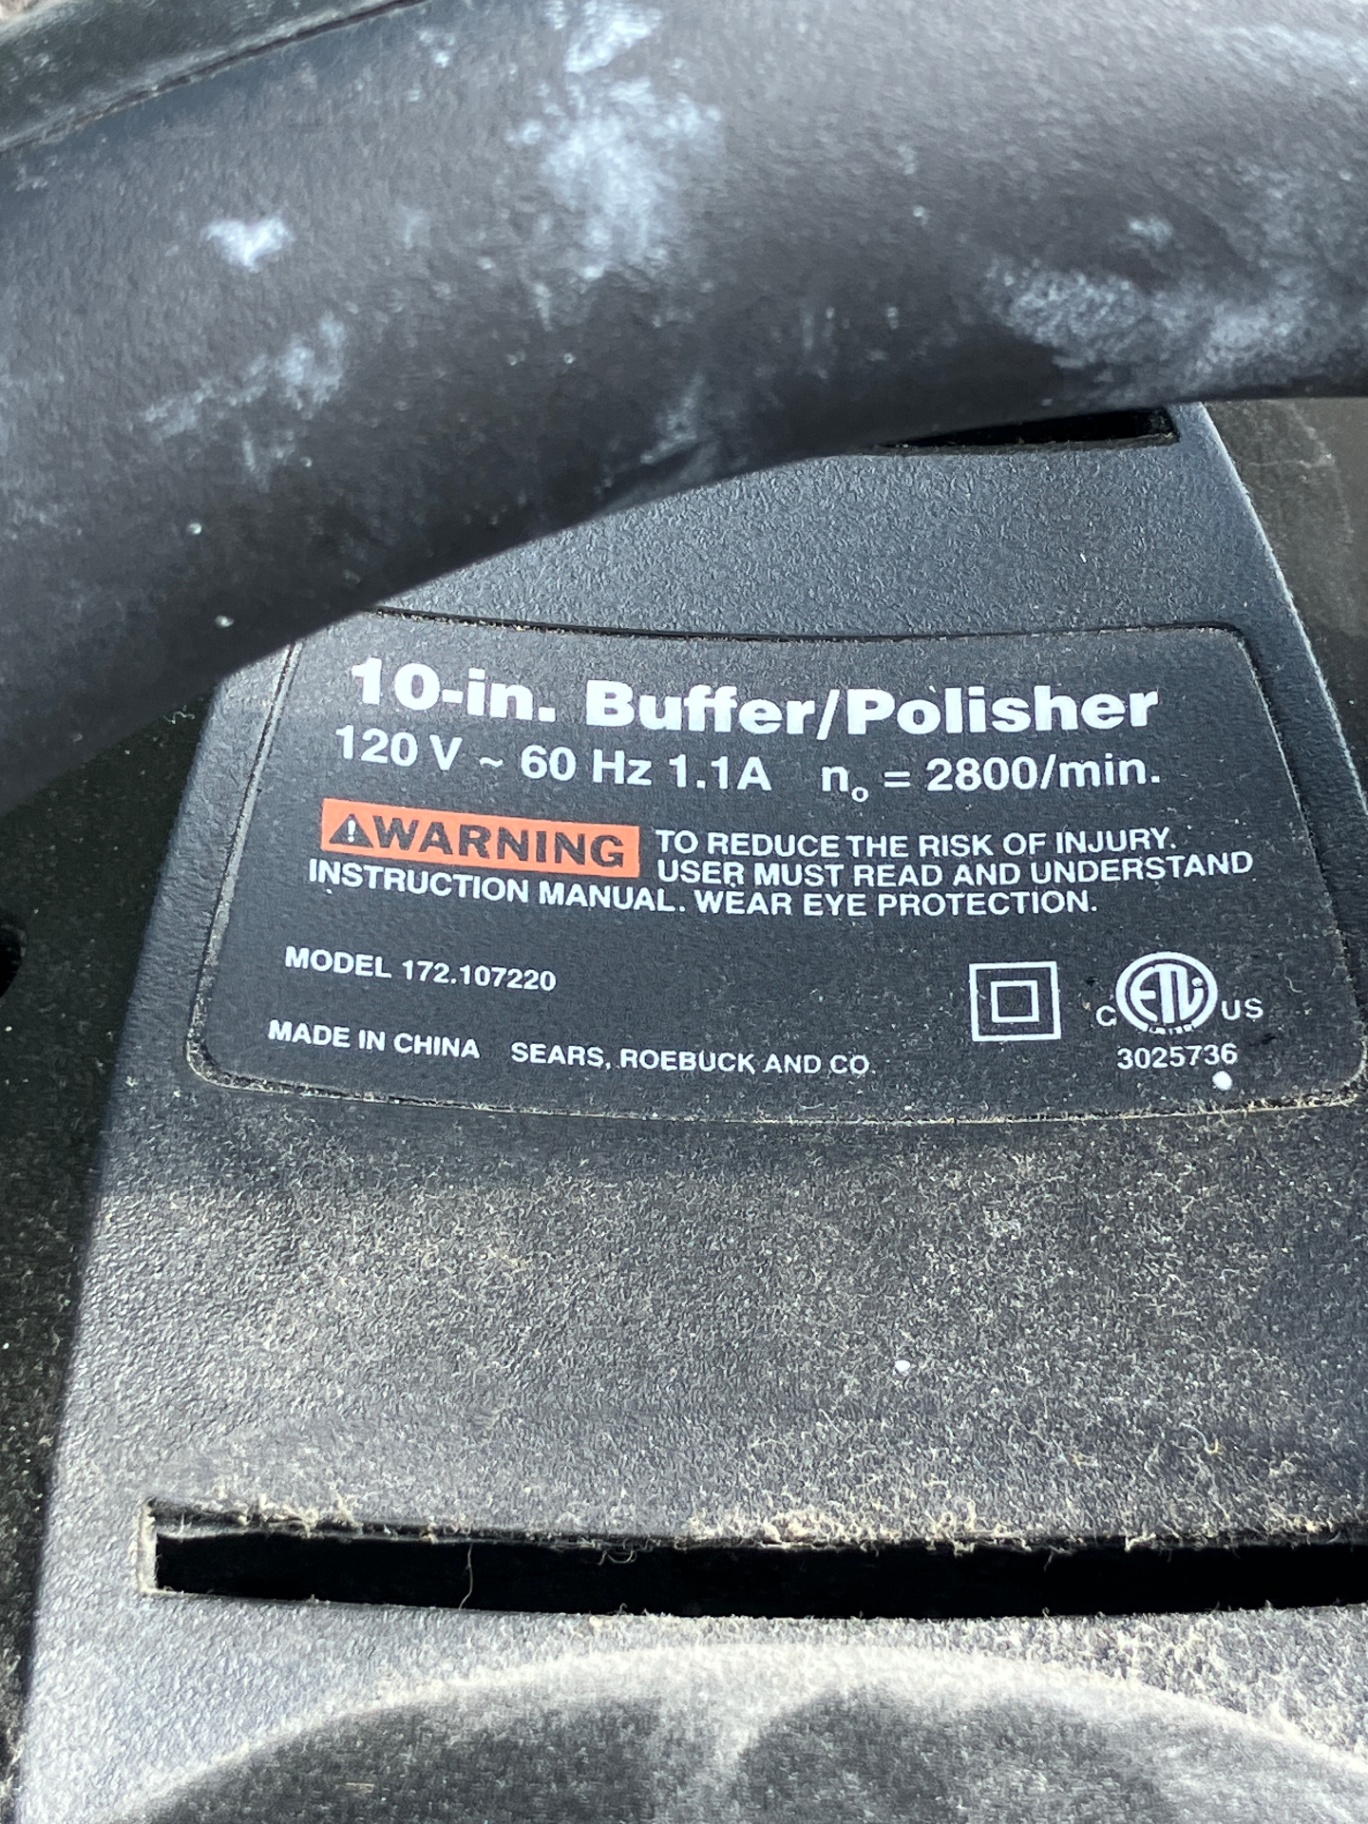 10-in. Buffer/Polisher
120 V ~ 60 Hz 1.1A nₒ = 2800/min.
⚠WARNING TO REDUCE THE RISK OF INJURY.
USER MUST READ AND UNDERSTAND
INSTRUCTION MANUAL. WEAR EYE PROTECTION.
MODEL 172.107220
C ETL US
MADE IN CHINA SEARS, ROEBUCK AND CO.
3025736